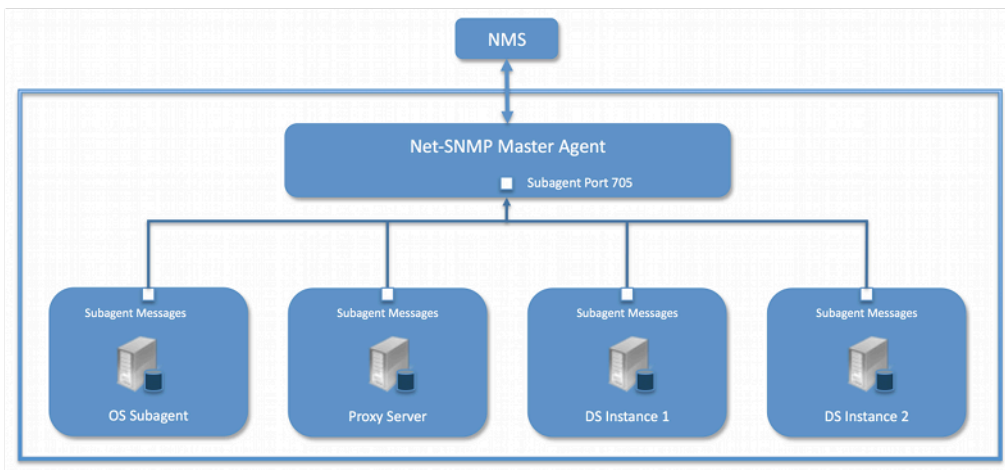 NMS
Net-SNMP Master Agent
Subagent Port 705
Subagent Messages
OS Subagent
Subagent Messages
Proxy Server
Subagent Messages
DS Instance 1
Subagent Messages
DS Instance 2